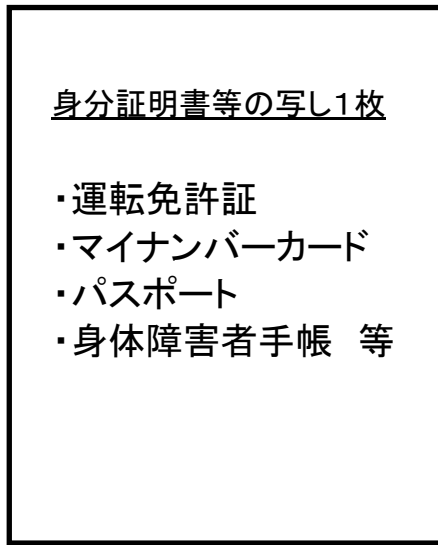 身分証明書等の写し１枚
・運転免許証
・マイナンバーカード
・パスポート
・身体障害者手帳　等